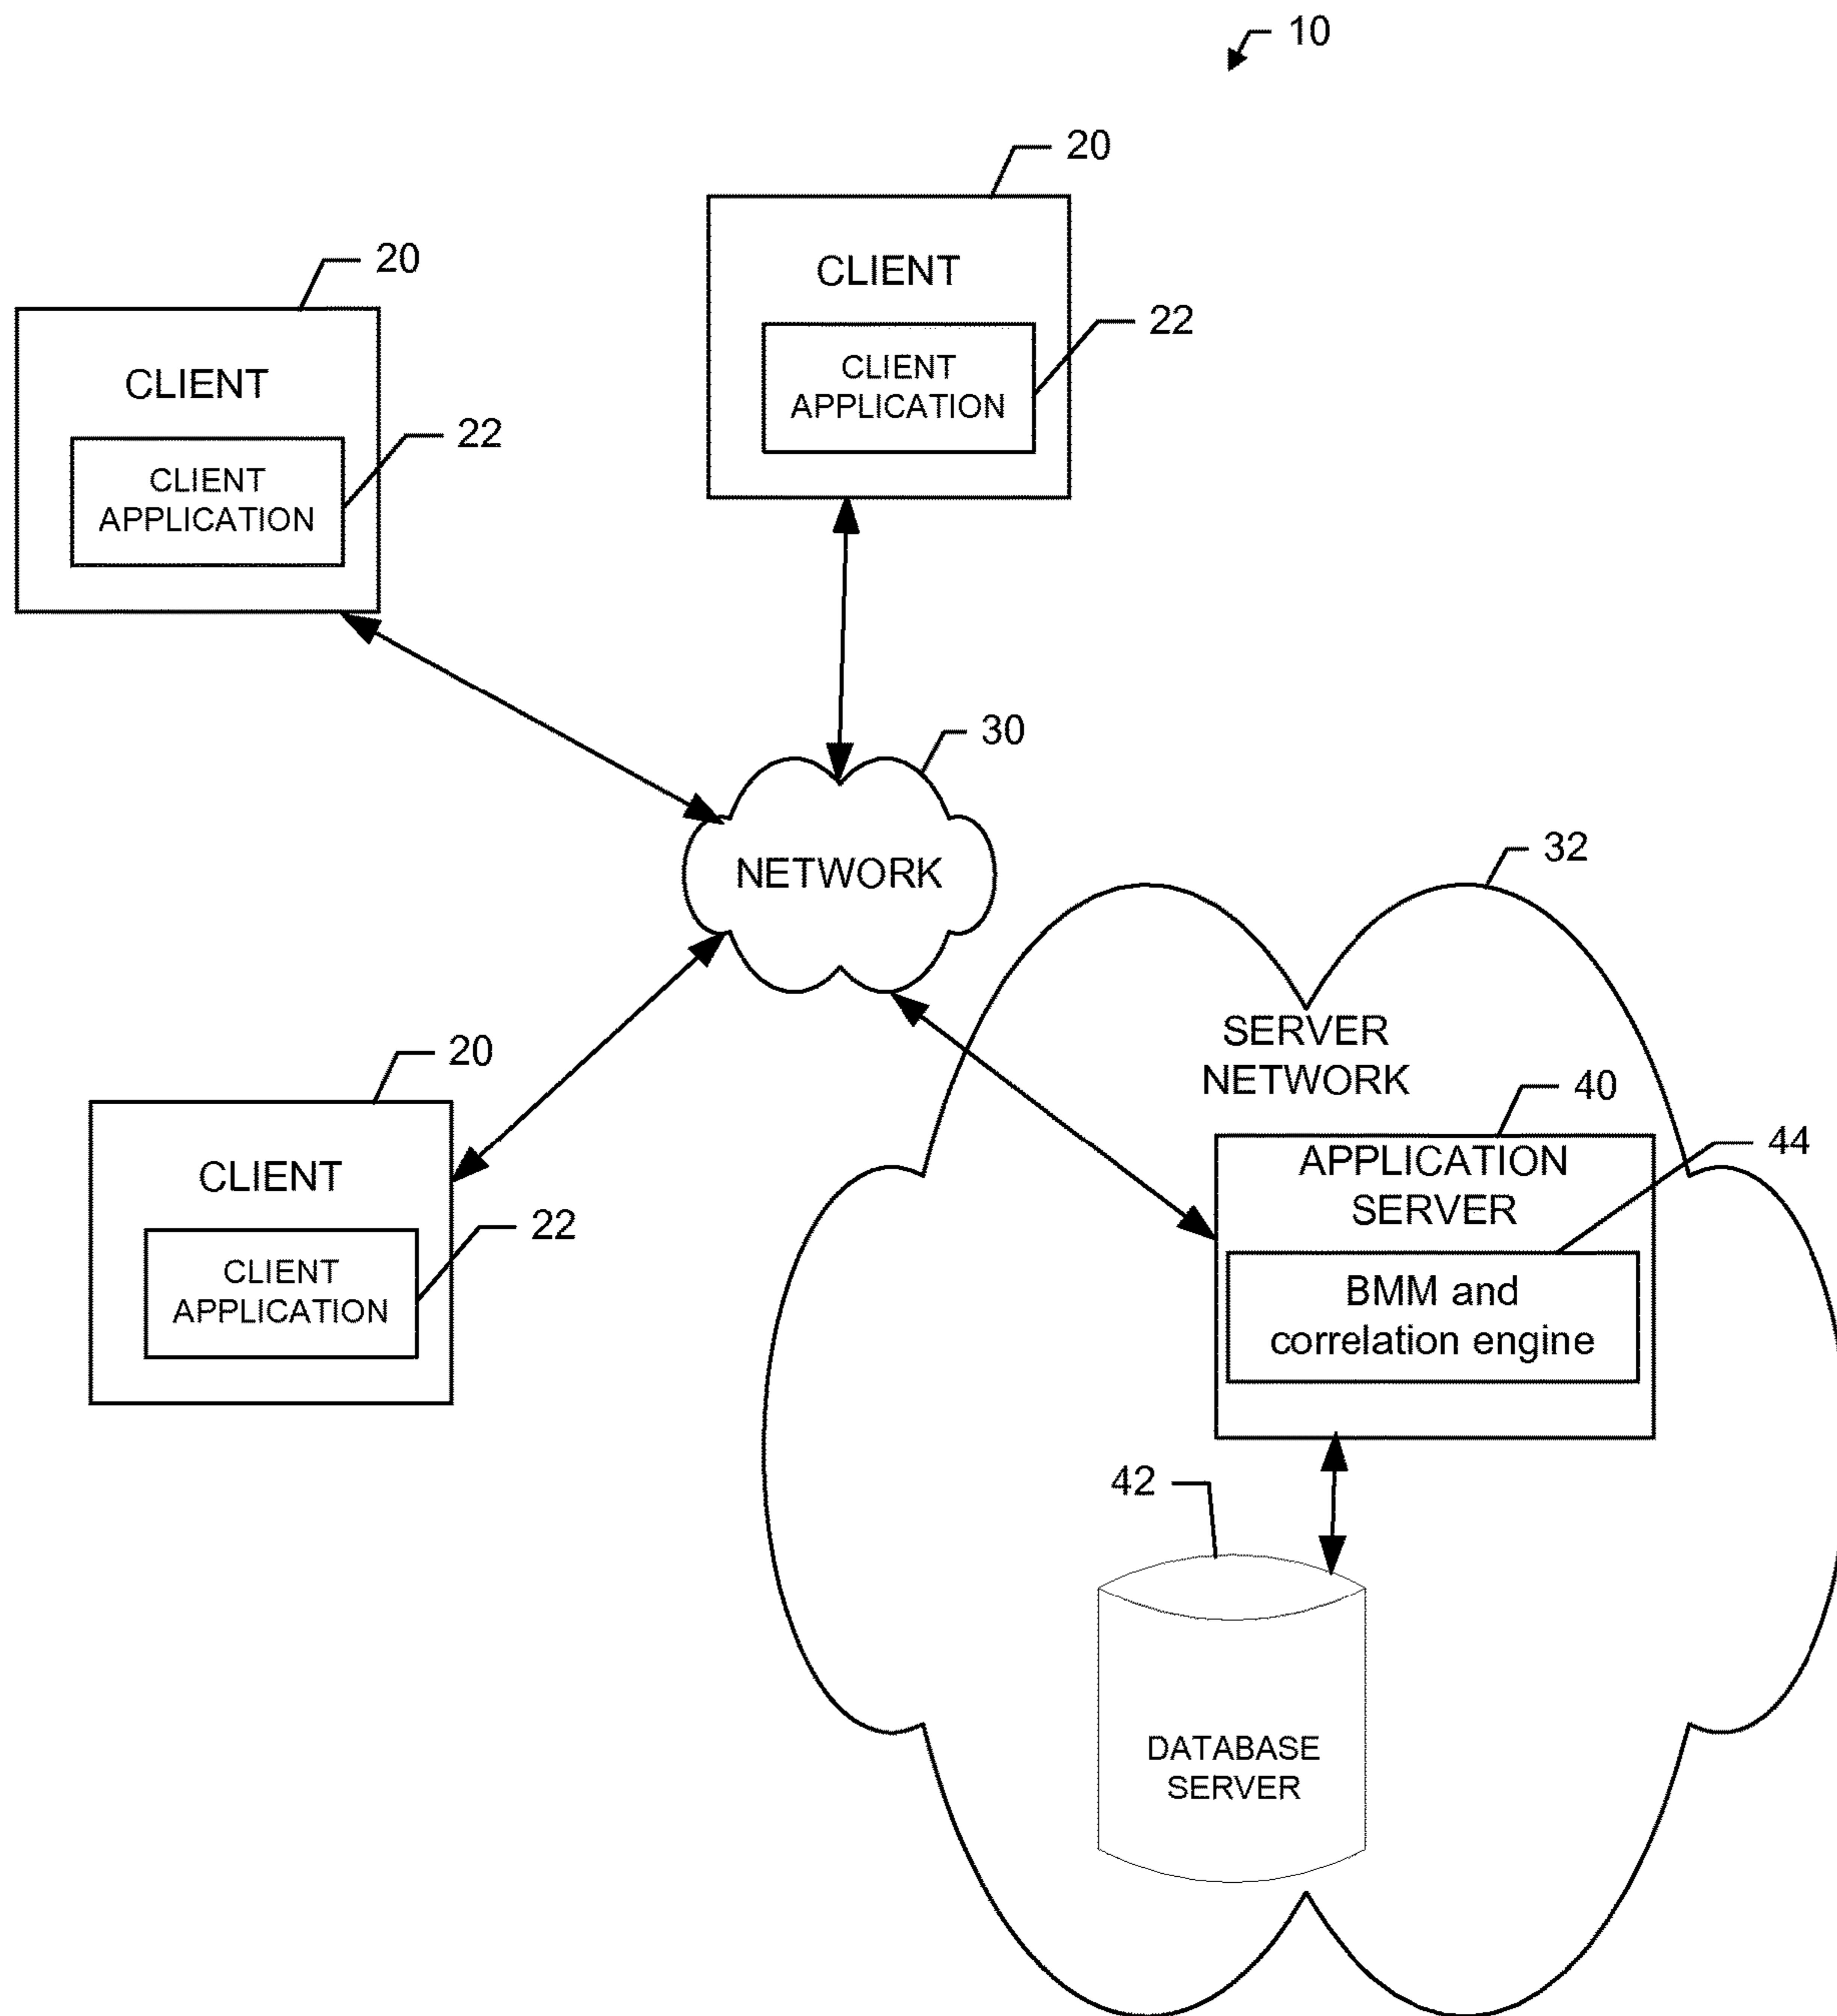 10
20
CLIENT
22
CLIENT
APPLICATION
20
CLIENT
22
CLIENT
APPLICATION
30
NETWORK
32
SERVER
NETWORK
20
CLIENT
22
CLIENT
APPLICATION
40
APPLICATION
SERVER
44
BMM and
correlation engine
42
DATABASE
SERVER